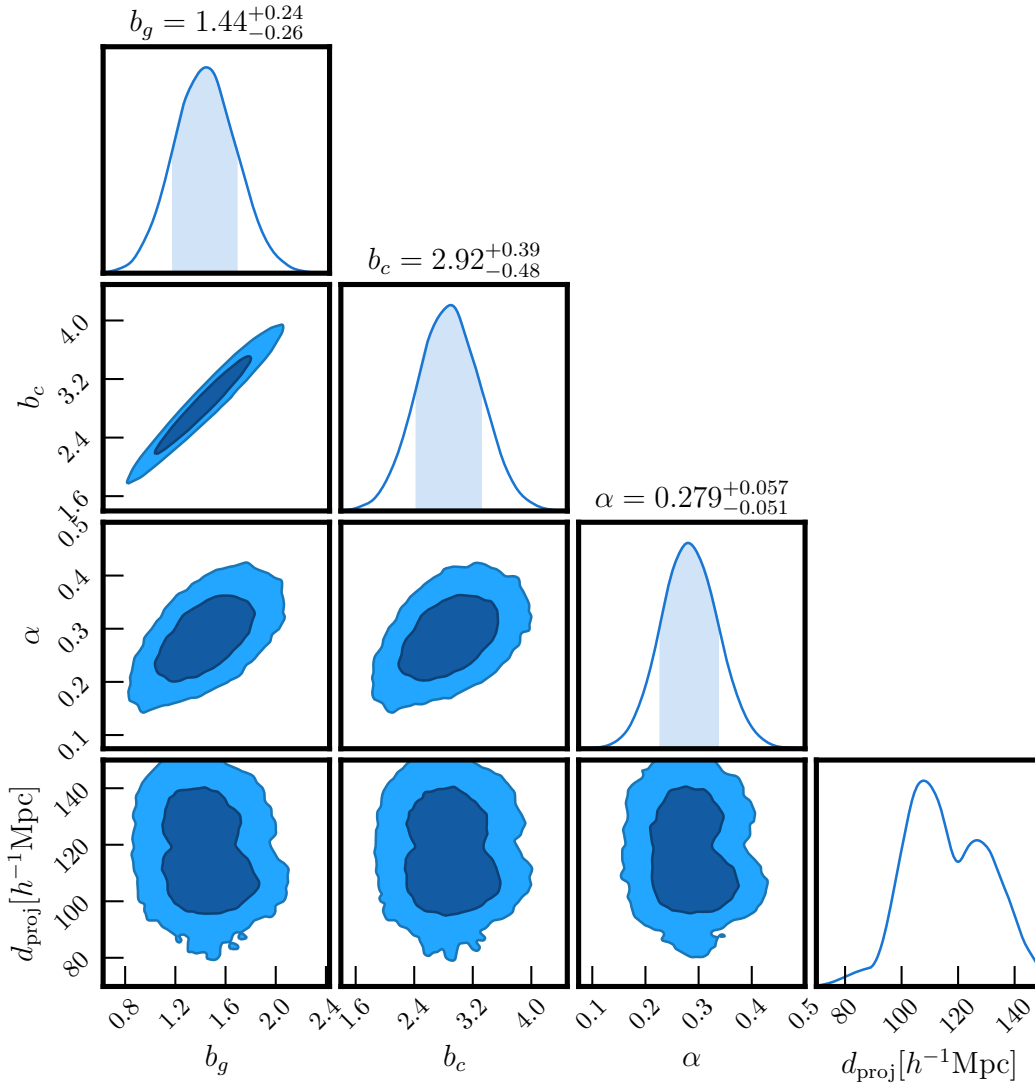 b_g = 1.44^{+0.24}_{-0.26}
b_c = 2.92^{+0.39}_{-0.48}
4.0
3.2
2.4
1.6
b_c
α = 0.279^{+0.057}_{-0.051}
0.5
0.4
0.3
0.2
0.1
α
140
120
100
80
d_{proj}[h^{-1}Mpc]
0.8 1.2 1.6 2.0 2.4 1.6 2.4 3.2 4.0 0.1 0.2 0.3 0.4 0.5 80 100 120 140
b_g b_c α d_{proj}[h^{-1}Mpc]